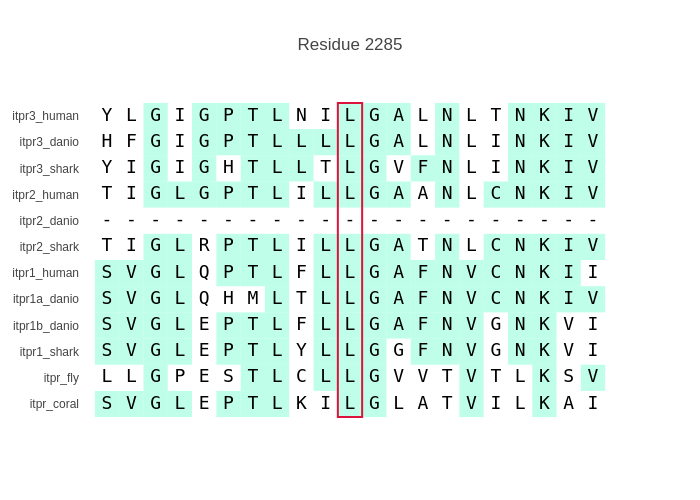 Residue 2285
itpr3_human Y L G I G P T L N I L G A L N L T N K I V
itpr3_danio H F G I G P T L L L L G A L N L I N K I V
itpr3_shark Y I G I G H T L L T L G V F N L I N K I V
itpr2_human T I G L G P T L I L L G A A N L C N K I V
itpr2_danio - - - - - - - - - - - - - - - - - - - - -
itpr2_shark T I G L R P T L I L L G A T N L C N K I V
itpr1_human S V G L Q P T L F L L G A F N V C N K I I
itpr1a_danio S V G L Q H M L T L L G A F N V C N K I V
itpr1b_danio S V G L E P T L F L L G A F N V G N K V I
itpr1_shark S V G L E P T L Y L L G G F N V G N K V I
itpr_fly L L G P E S T L C L L G V V T V T L K S V
itpr_coral S V G L E P T L K I L G L A T V I L K A I